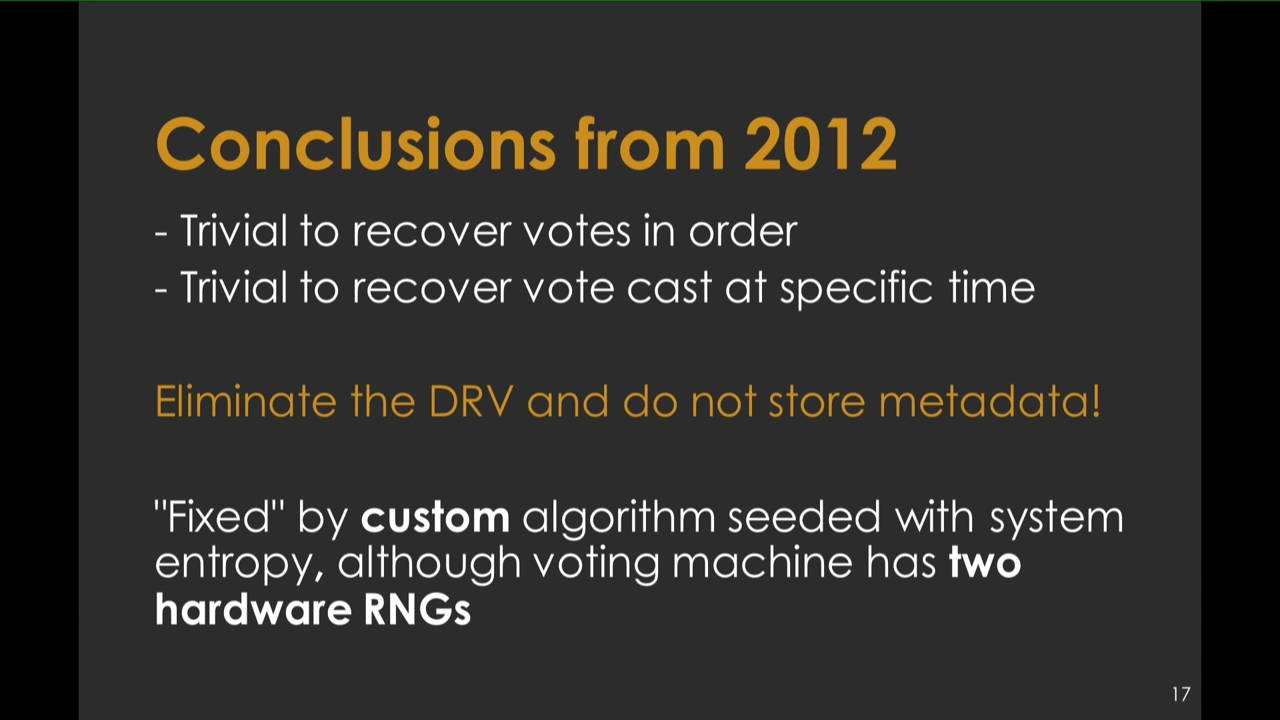 Conclusions from 2012
- Trivial to recover votes in order
- Trivial to recover vote cast at specific time
Eliminate the DRV and do not store metadata!
"Fixed" by custom algorithm seeded with system
entropy, although voting machine has two
hardware RNGs
17